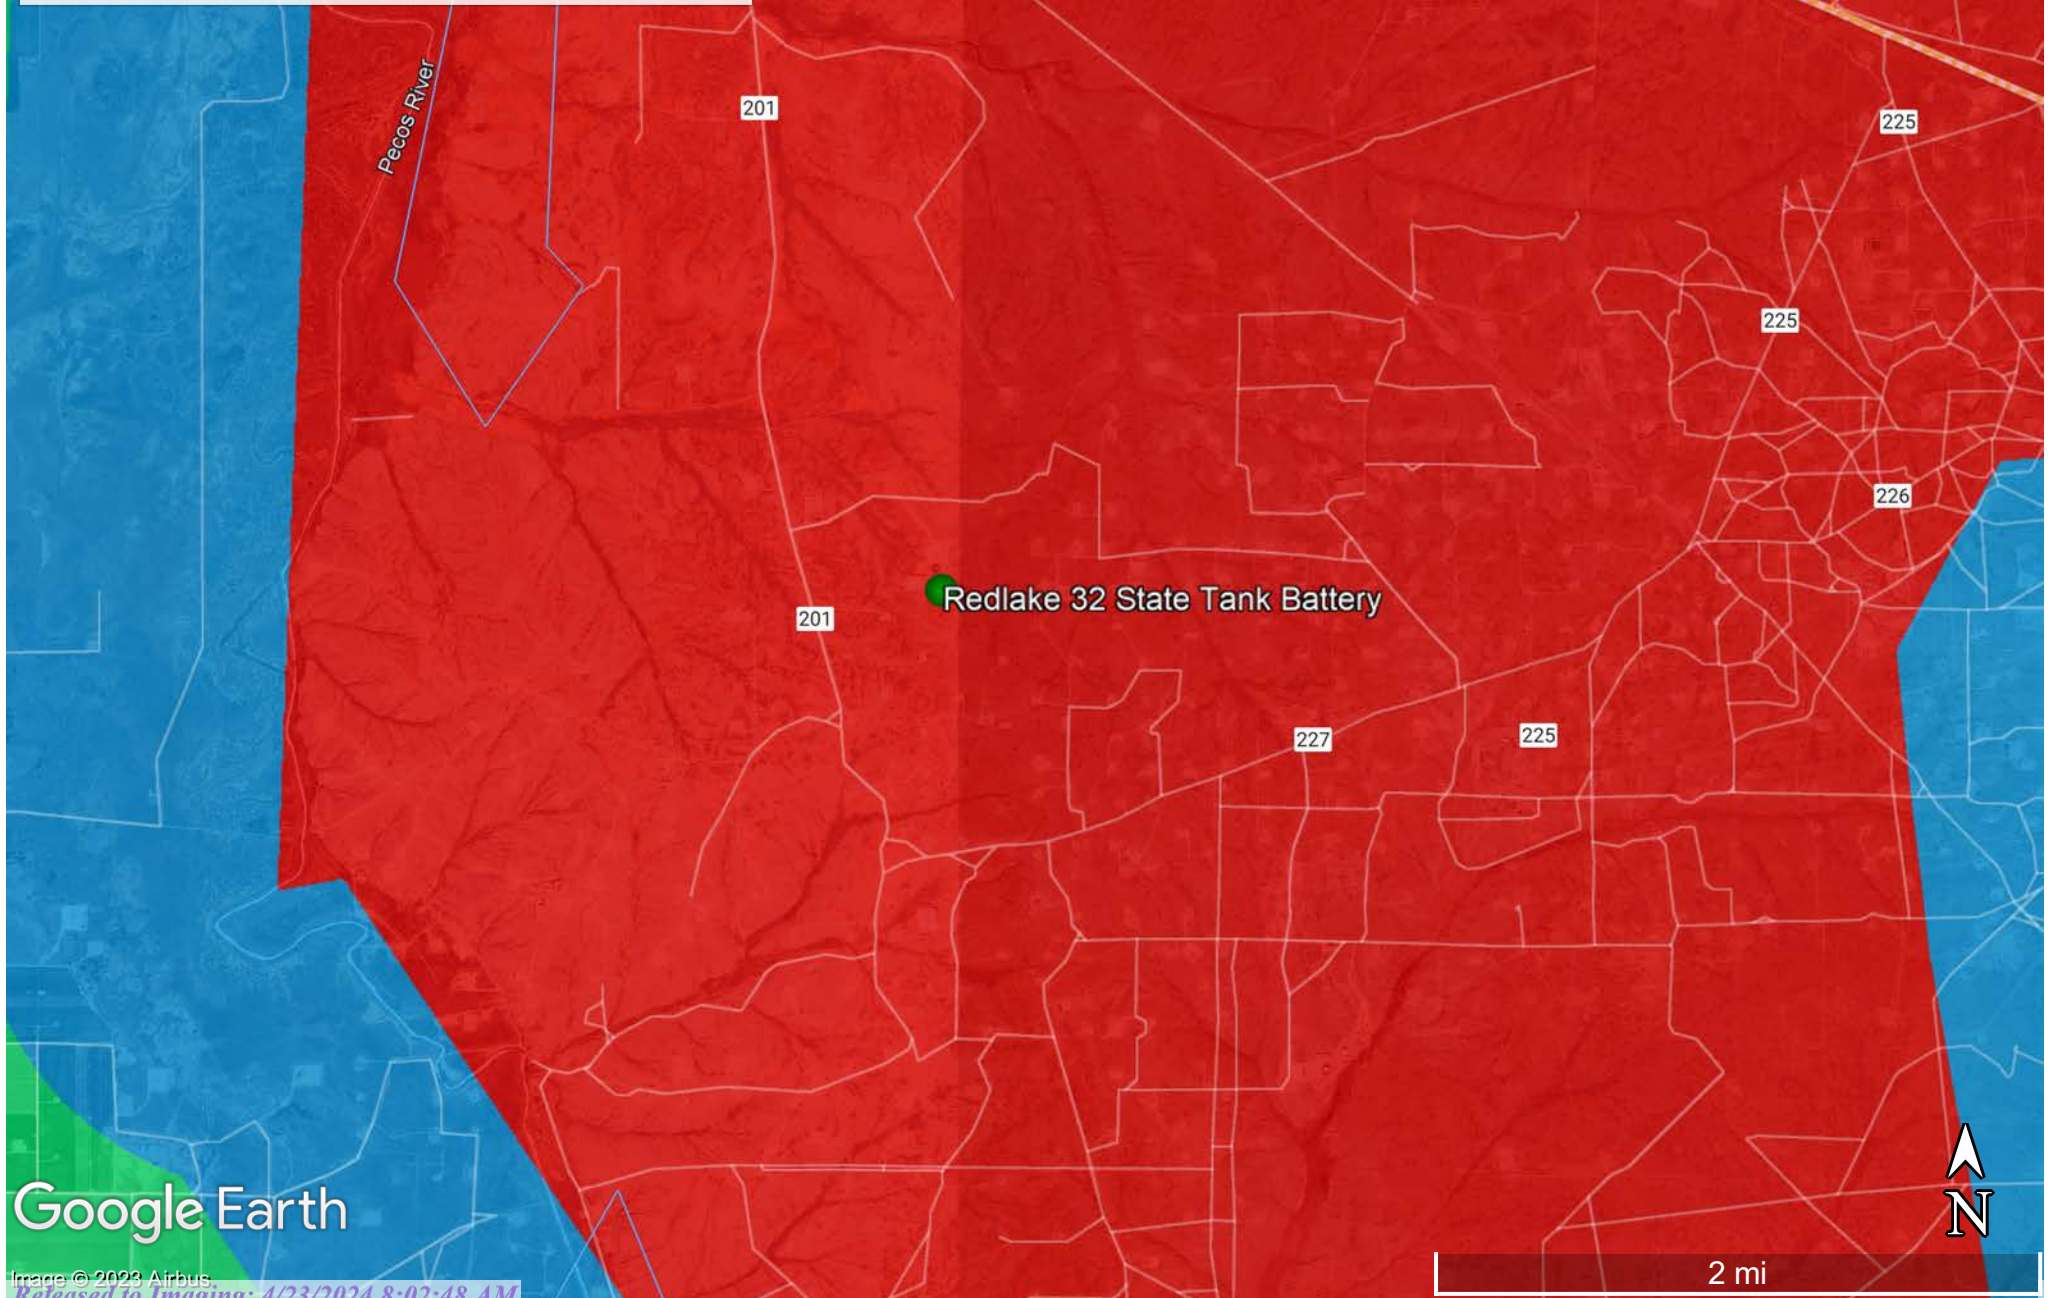 201
Pecos River
225
225
226
Redlake 32 State Tank Battery
201
227
225
N
Google Earth
2 mi
Image © 2023 Airbus
Released to Imaging: 4/23/2024 8:02:48 AM